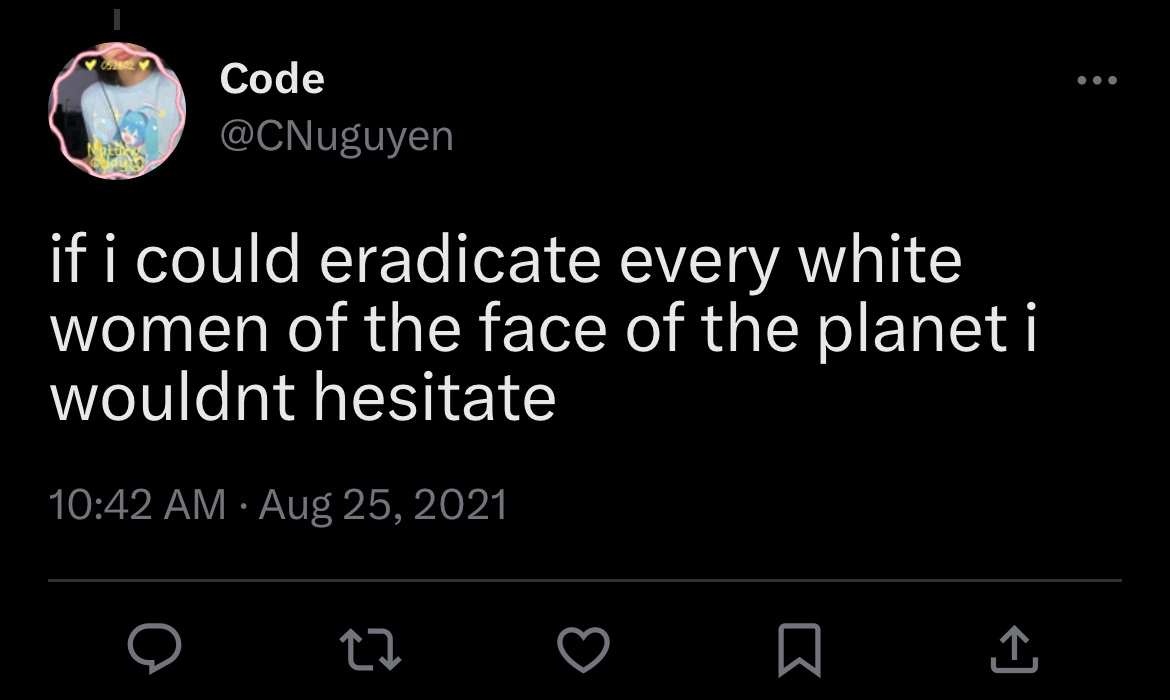 Code
@CNuguyen
if i could eradicate every white
women of the face of the planet i
wouldnt hesitate
10:42 AM · Aug 25, 2021